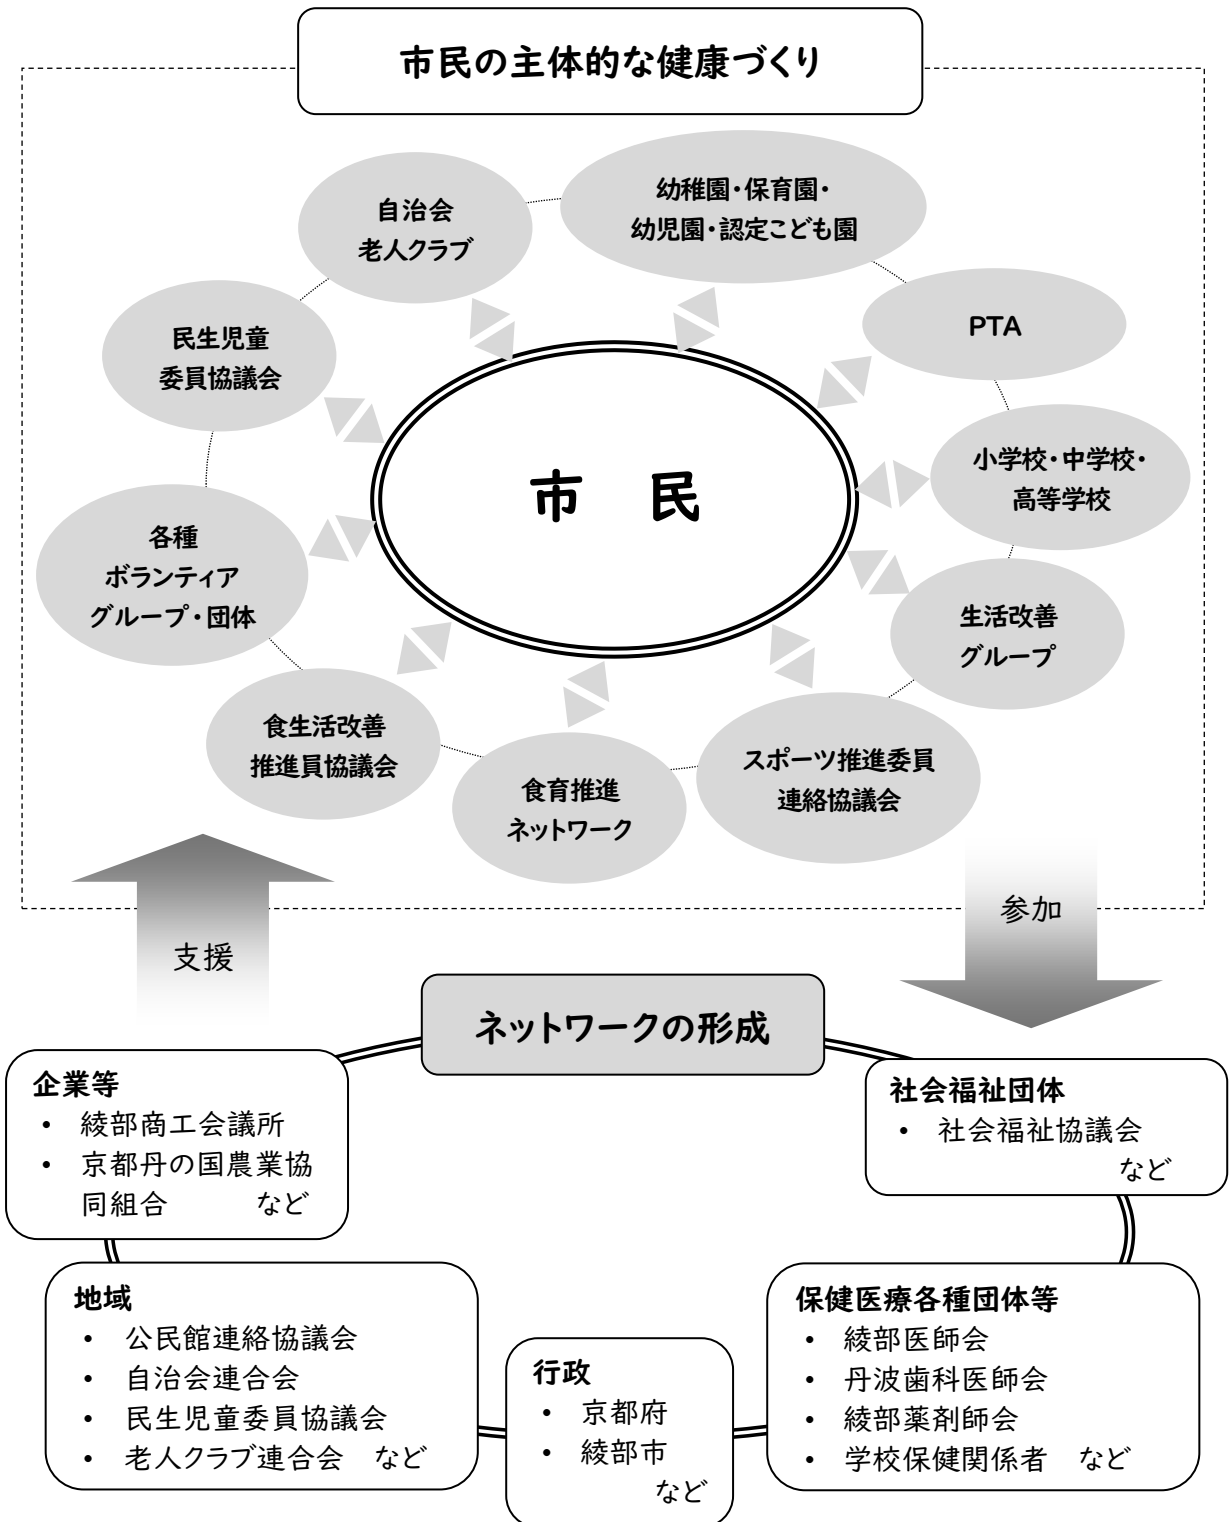 市民の主体的な健康づくり
自治会
老人クラブ
幼稚園・保育園・
幼児園・認定こども園
民生児童
委員協議会
PTA
市　民
小学校・中学校・
高等学校
各種
ボランティア
グループ・団体
生活改善
グループ
食生活改善
推進員協議会
食育推進
ネットワーク
スポーツ推進委員
連絡協議会
支援
参加
ネットワークの形成
企業等
• 綾部商工会議所
• 京都丹の国農業協
同組合　　　など
社会福祉団体
• 社会福祉協議会
など
地域
• 公民館連絡協議会
• 自治会連合会
• 民生児童委員協議会
• 老人クラブ連合会　など
行政
• 京都府
• 綾部市
など
保健医療各種団体等
• 綾部医師会
• 丹波歯科医師会
• 綾部薬剤師会
• 学校保健関係者　など